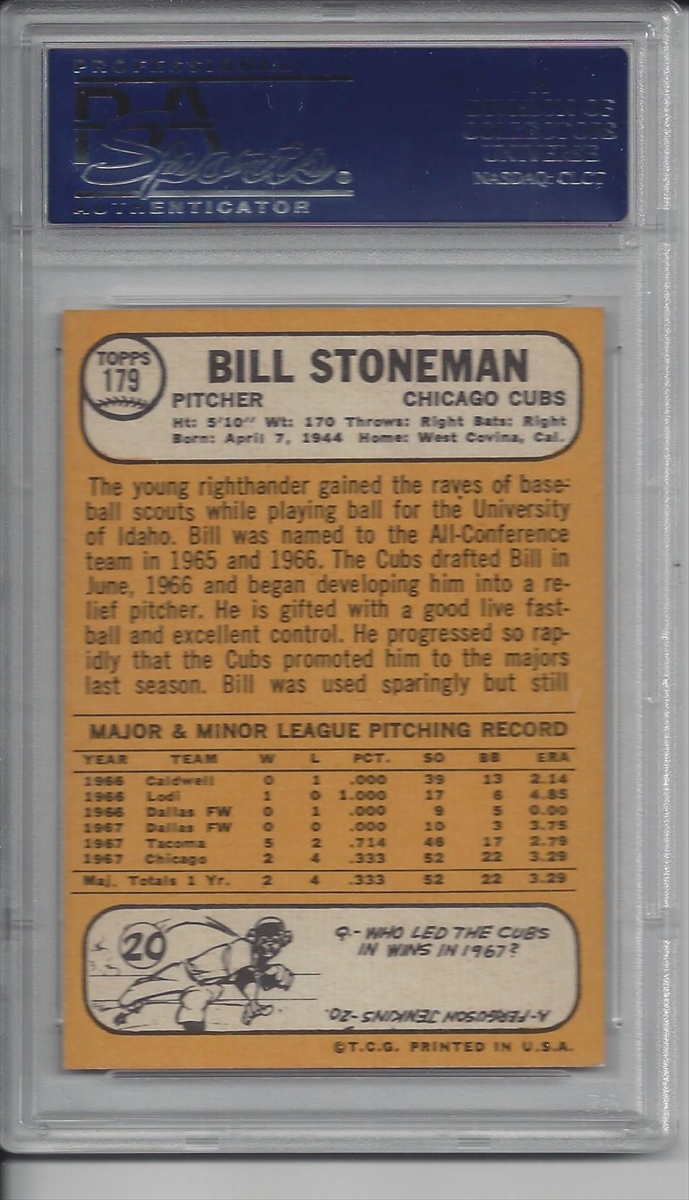 PROFESSIONAL
PSA
Sports®
AUTHENTICATOR
A
DIVISION OF
COLLECTORS
UNIVERSE
NASDAQ: CLCT
TOPPS
179
BILL STONEMAN
PITCHER CHICAGO CUBS
Ht: 5'10" Wt: 170 Throws: Right Bats: Right
Born: April 7, 1944 Home: West Covina, Cal.
The young righthander gained the raves of base-
ball scouts while playing ball for the University
of Idaho. Bill was named to the All-Conference
team in 1965 and 1966. The Cubs drafted Bill in
June, 1966 and began developing him into a re-
lief pitcher. He is gifted with a good live fast-
ball and excellent control. He progressed so rap-
idly that the Cubs promoted him to the majors
last season. Bill was used sparingly but still
MAJOR & MINOR LEAGUE PITCHING RECORD
YEAR TEAM W L PCT. SO BB ERA
1966 Caldwell 0 1 .000 39 13 2.14
1966 Lodi 1 0 1.000 17 6 4.85
1966 Dallas FW 0 1 .000 9 5 0.00
1967 Dallas FW 0 0 .000 10 3 3.75
1967 Tacoma 5 2 .714 46 17 2.79
1967 Chicago 2 4 .333 52 22 3.29
Maj. Totals 1 Yr. 2 4 .333 52 22 3.29
20
Q-WHO LED THE CUBS
IN WINS IN 1967?
A-FERGUSON JENKINS-20.
©T.C.G. PRINTED IN U.S.A.